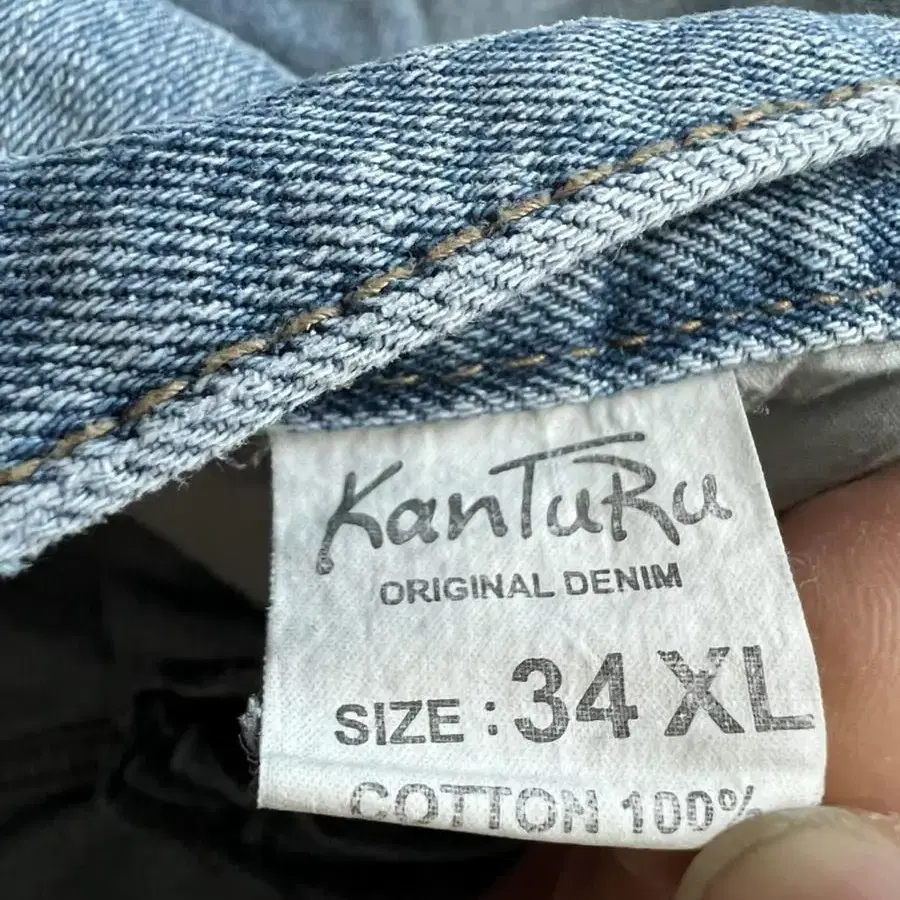 KanTuRu
ORIGINAL DENIM
SIZE : 34 XL
COTTON 100%